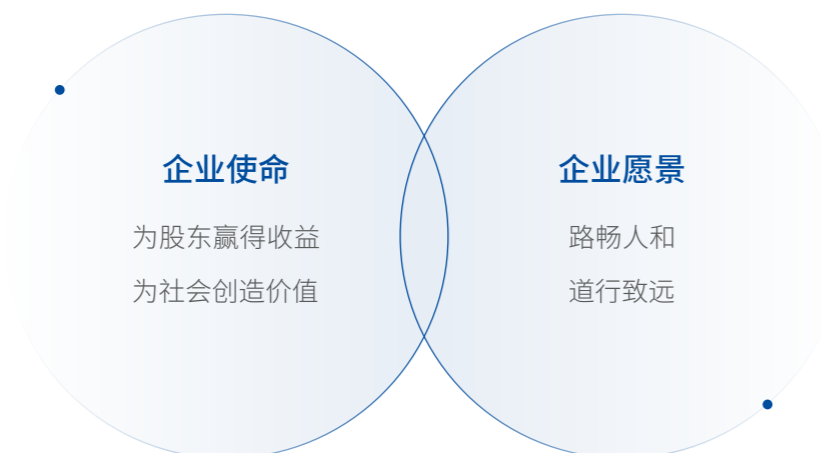 企业使命
为股东赢得收益
为社会创造价值
企业愿景
路畅人和
道行致远